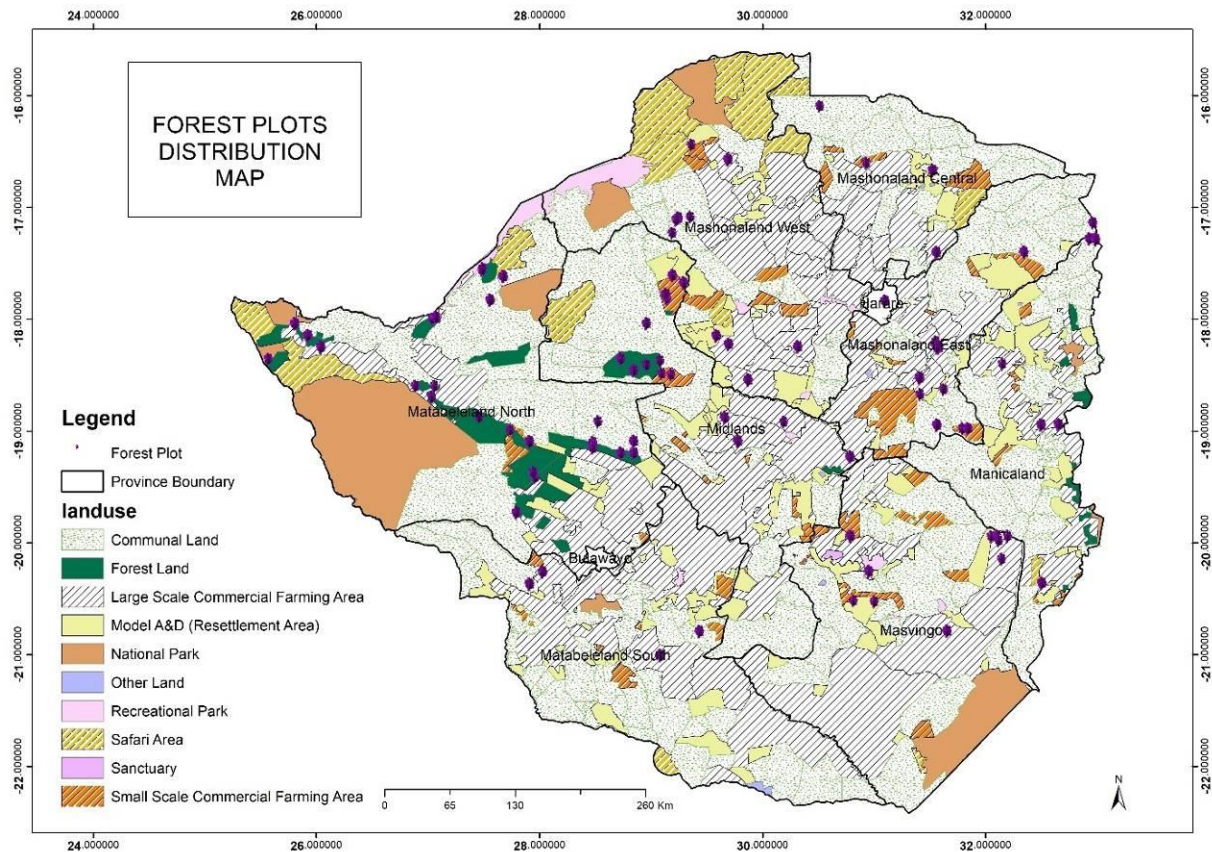 24.000000 26.000000 28.000000 30.000000 32.000000
FOREST PLOTS
DISTRIBUTION
MAP
-16.000000 -16.000000
-17.000000 -17.000000
-18.000000 -18.000000
-19.000000 -19.000000
-20.000000 -20.000000
-21.000000 -21.000000
-22.000000 -22.000000
Mashonaland Central
Mashonaland West
Harare
Mashonaland East
Matabeleland North
Midlands
Manicaland
Bulawayo
Masvingo
Matabeleland South
Legend
Forest Plot
Province Boundary
landuse
Communal Land
Forest Land
Large Scale Commercial Farming Area
Model A&D (Resettlement Area)
National Park
Other Land
Recreational Park
Safari Area
Sanctuary
Small Scale Commercial Farming Area
0 65 130 260 Km
N
24.000000 26.000000 28.000000 30.000000 32.000000